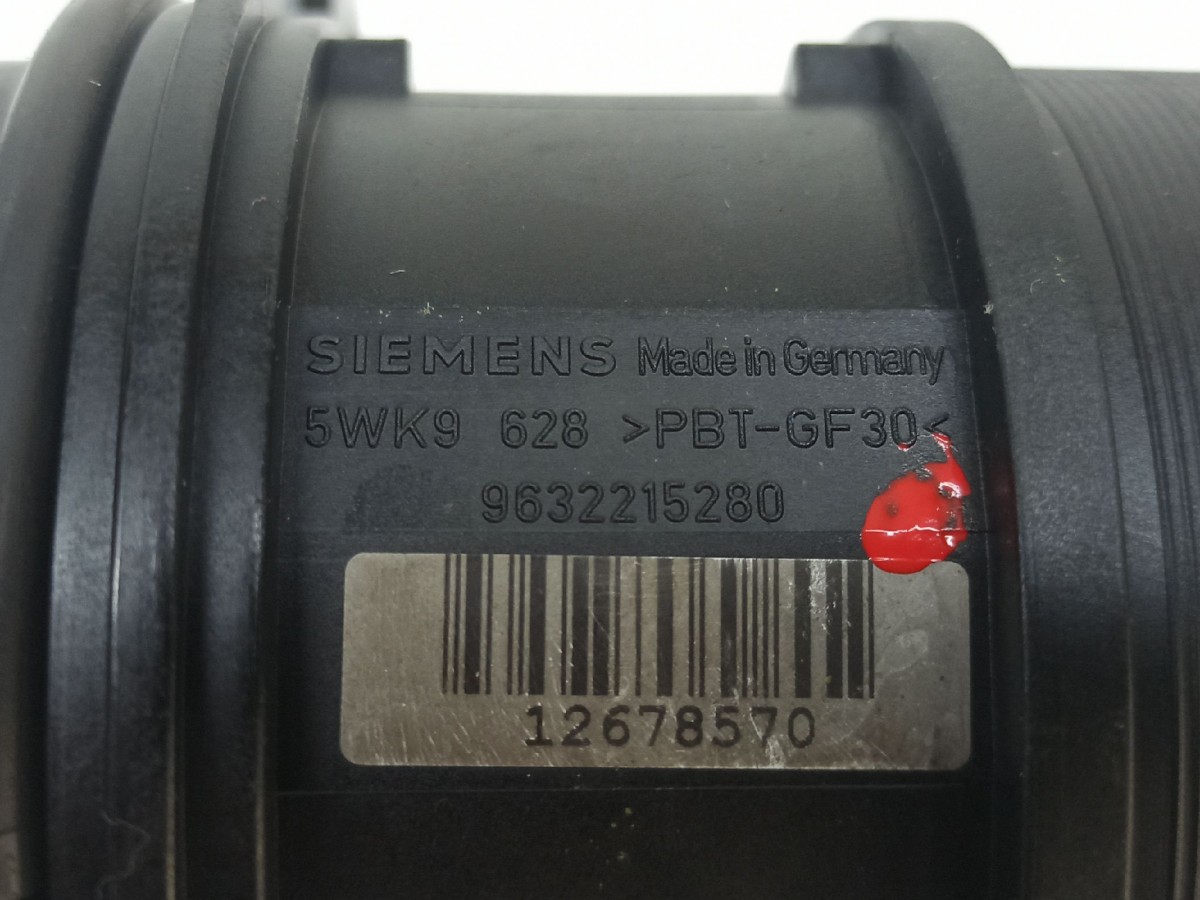 SIEMENS Made in Germany
5WK9 628 >PBT-GF30<
9632215280
12678570